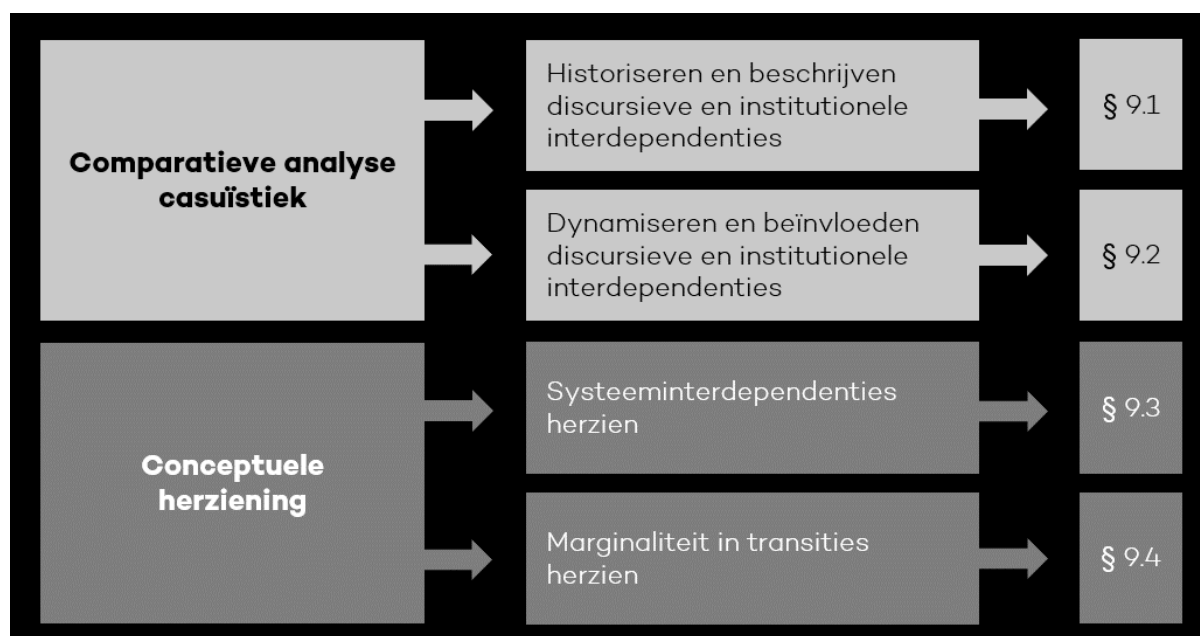 Comparatieve analyse
casuïstiek
Historiseren en beschrijven
discursieve en institutionele
interdependenties
§ 9.1
Dynamiseren en beïnvloeden
discursieve en institutionele
interdependenties
§ 9.2
Conceptuele
herziening
Systeeminterdependenties
herzien
§ 9.3
Marginaliteit in transities
herzien
§ 9.4